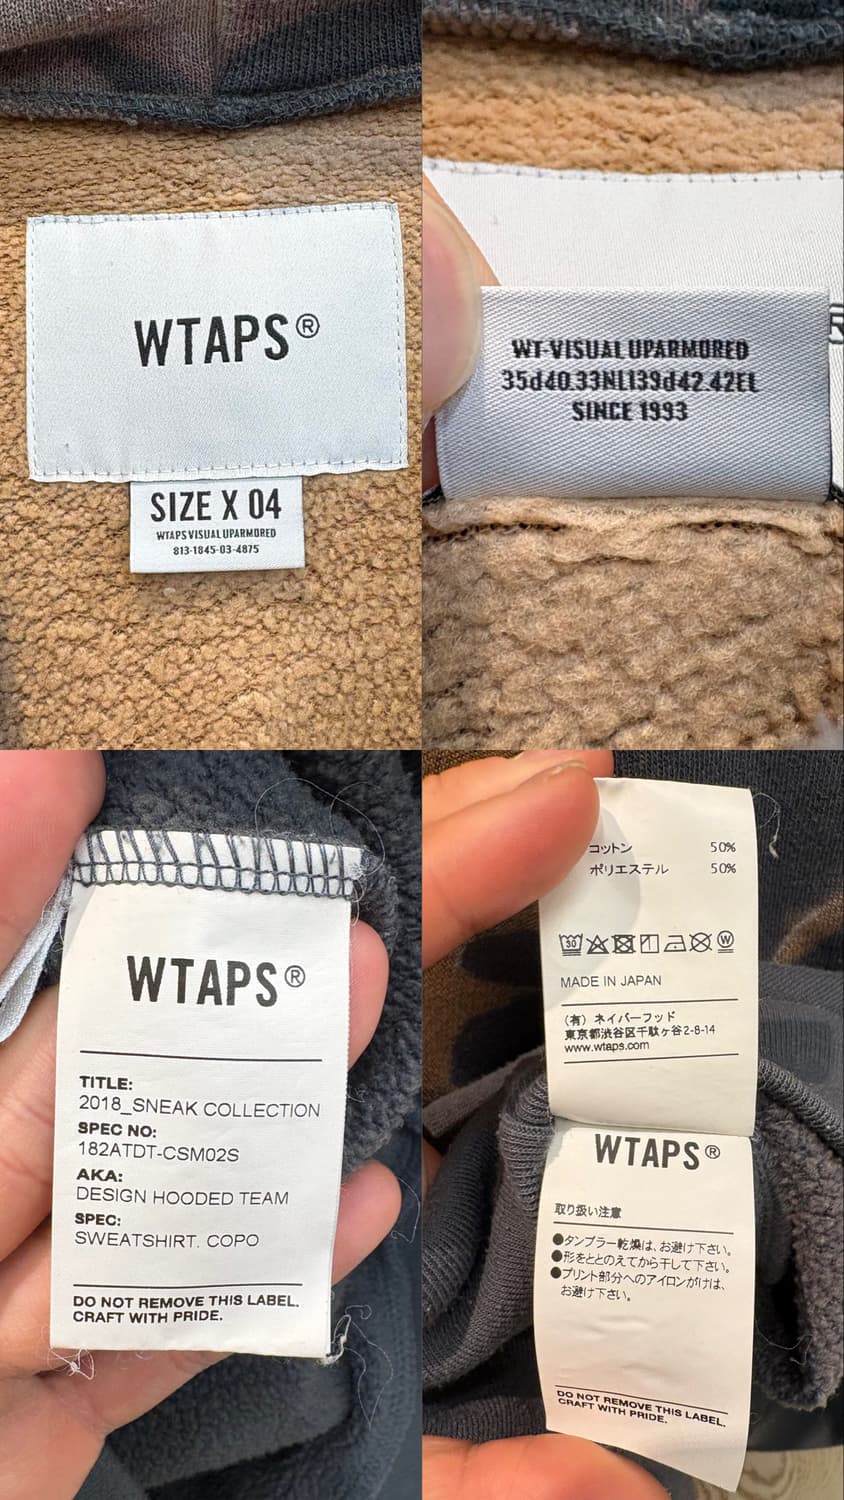 WTAPS®
SIZE X 04
WTAPS VISUAL UPARMORED
813-1845-03-4875
WT-VISUAL UPARMORED
35d40.33NL139d42.42EL
SINCE 1993
WTAPS®
TITLE:
2018_SNEAK COLLECTION
SPEC NO:
182ATDT-CSM02S
AKA:
DESIGN HOODED TEAM
SPEC:
SWEATSHIRT. COPO
DO NOT REMOVE THIS LABEL.
CRAFT WITH PRIDE.
コットン 50%
ポリエステル 50%
30 W
MADE IN JAPAN
(有) ネイバーフッド
東京都渋谷区千駄ヶ谷2-8-14
www.wtaps.com
WTAPS®
取り扱い注意
●タンブラー乾燥は、お避け下さい。
●形をととのえてから干して下さい。
●プリント部分へのアイロンがけは、
お避け下さい。
DO NOT REMOVE THIS LABEL.
CRAFT WITH PRIDE.